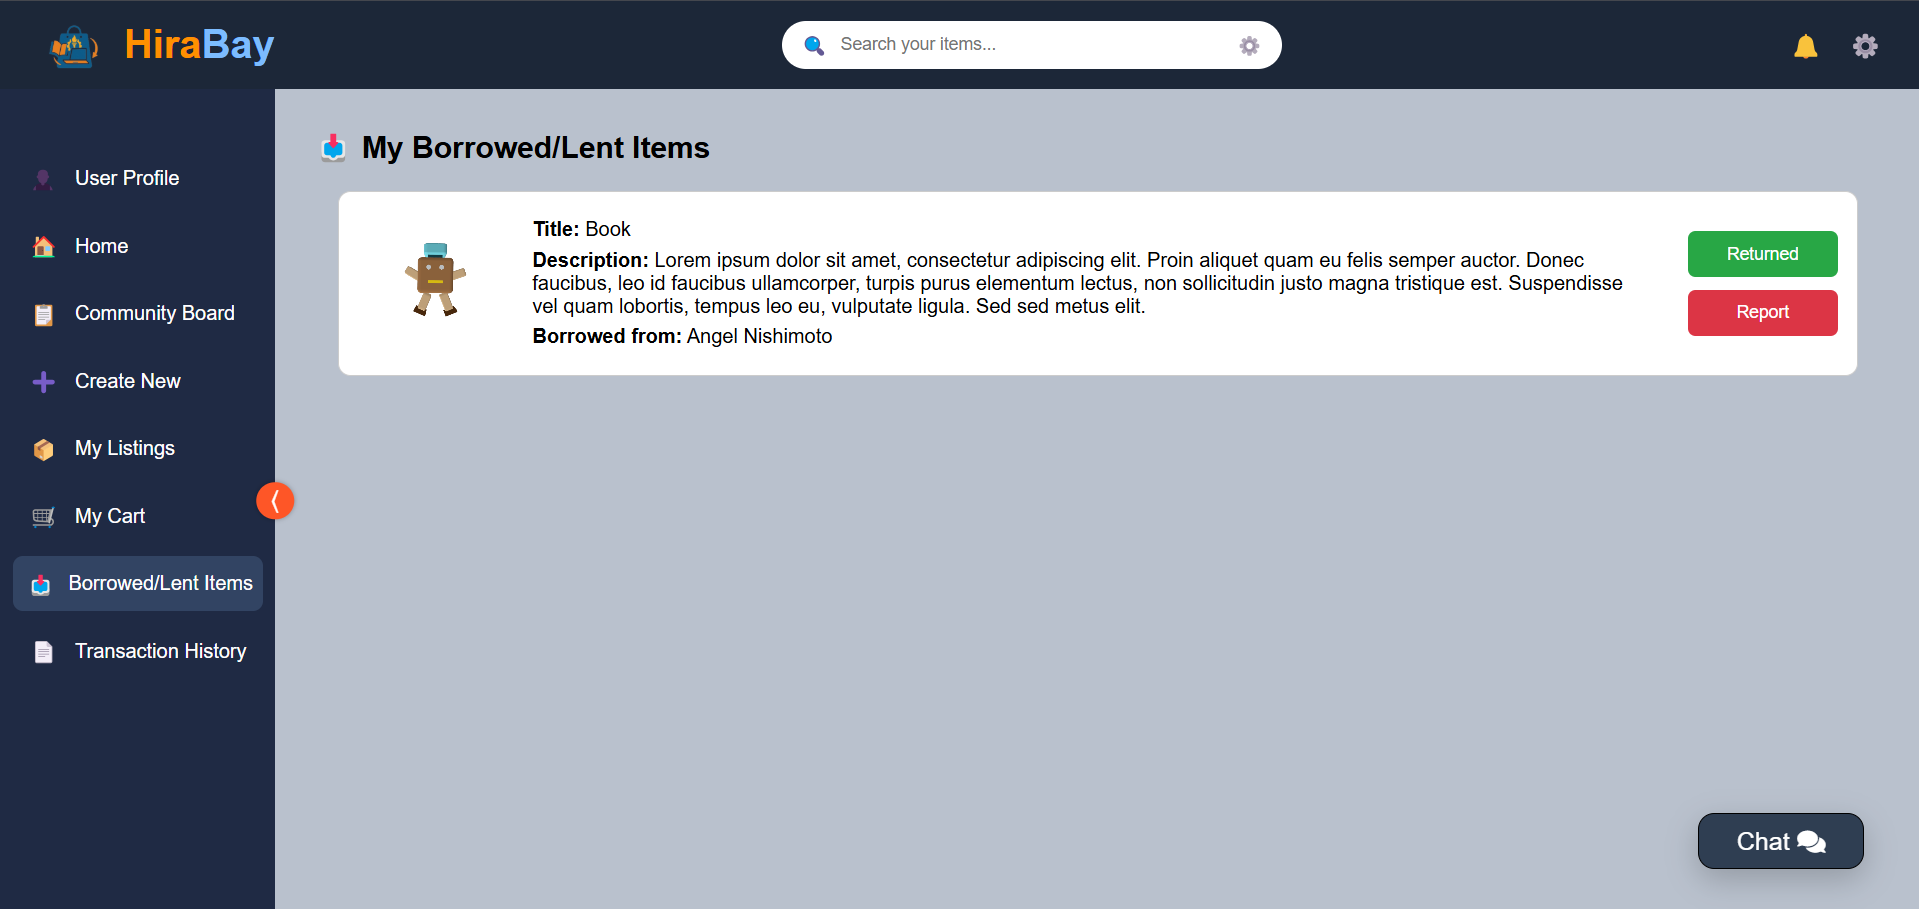 HiraBay
Search your items...
User Profile
Home
Community Board
Create New
My Listings
My Cart
Borrowed/Lent Items
Transaction History
My Borrowed/Lent Items
Title: Book
Description: Lorem ipsum dolor sit amet, consectetur adipiscing elit. Proin aliquet quam eu felis semper auctor. Donec
faucibus, leo id faucibus ullamcorper, turpis purus elementum lectus, non sollicitudin justo magna tristique est. Suspendisse
vel quam lobortis, tempus leo eu, vulputate ligula. Sed sed metus elit.
Borrowed from: Angel Nishimoto
Returned
Report
Chat